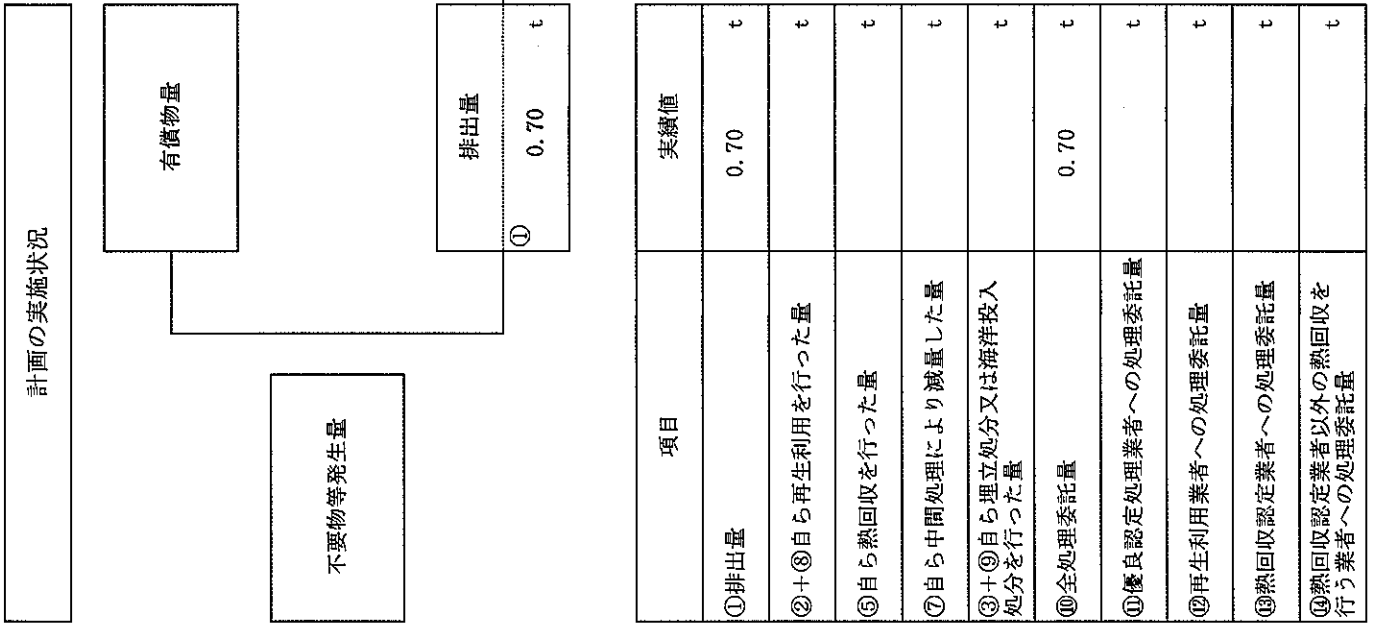 計画の実施状況
有償物量
不要物等発生量
排出量
① 0.70 t
項目 実績値
①排出量 0.70 t
②+⑧自ら再生利用を行った量 t
⑤自ら熱回収を行った量 t
⑦自ら中間処理により減量した量 t
③+⑨自ら埋立処分又は海洋投入
処分を行った量 t
⑩全処理委託量 0.70 t
⑪優良認定処理業者への処理委託量 t
⑫再生利用業者への処理委託量 t
⑬熱回収認定業者への処理委託量 t
⑭熱回収認定業者以外の熱回収を
行う業者への処理委託量 t